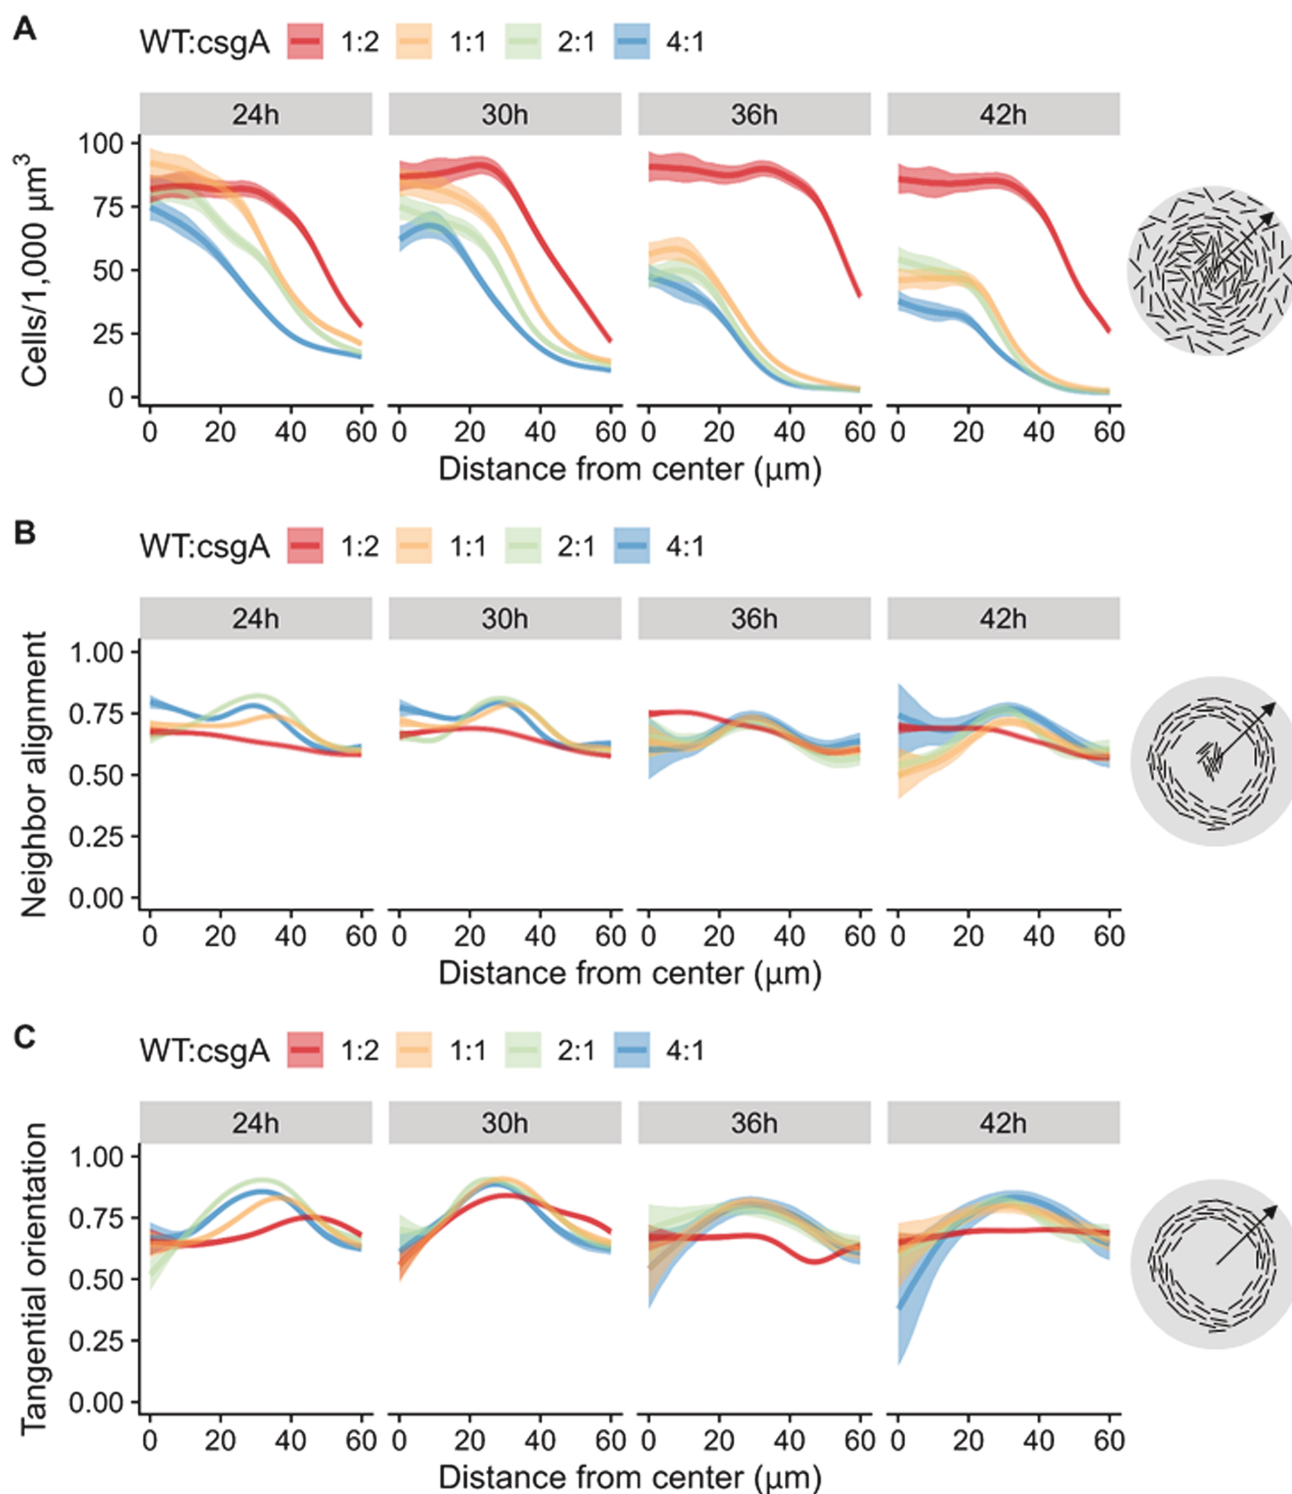 A
WT:csgA 1:2 1:1 2:1 4:1
24h 30h 36h 42h
Cells/1,000 µm³
100
75
50
25
0
0 20 40 60 0 20 40 60 0 20 40 60 0 20 40 60
Distance from center (µm)
B
WT:csgA 1:2 1:1 2:1 4:1
24h 30h 36h 42h
Neighbor alignment
1.00
0.75
0.50
0.25
0.00
0 20 40 60 0 20 40 60 0 20 40 60 0 20 40 60
Distance from center (µm)
C
WT:csgA 1:2 1:1 2:1 4:1
24h 30h 36h 42h
Tangential orientation
1.00
0.75
0.50
0.25
0.00
0 20 40 60 0 20 40 60 0 20 40 60 0 20 40 60
Distance from center (µm)